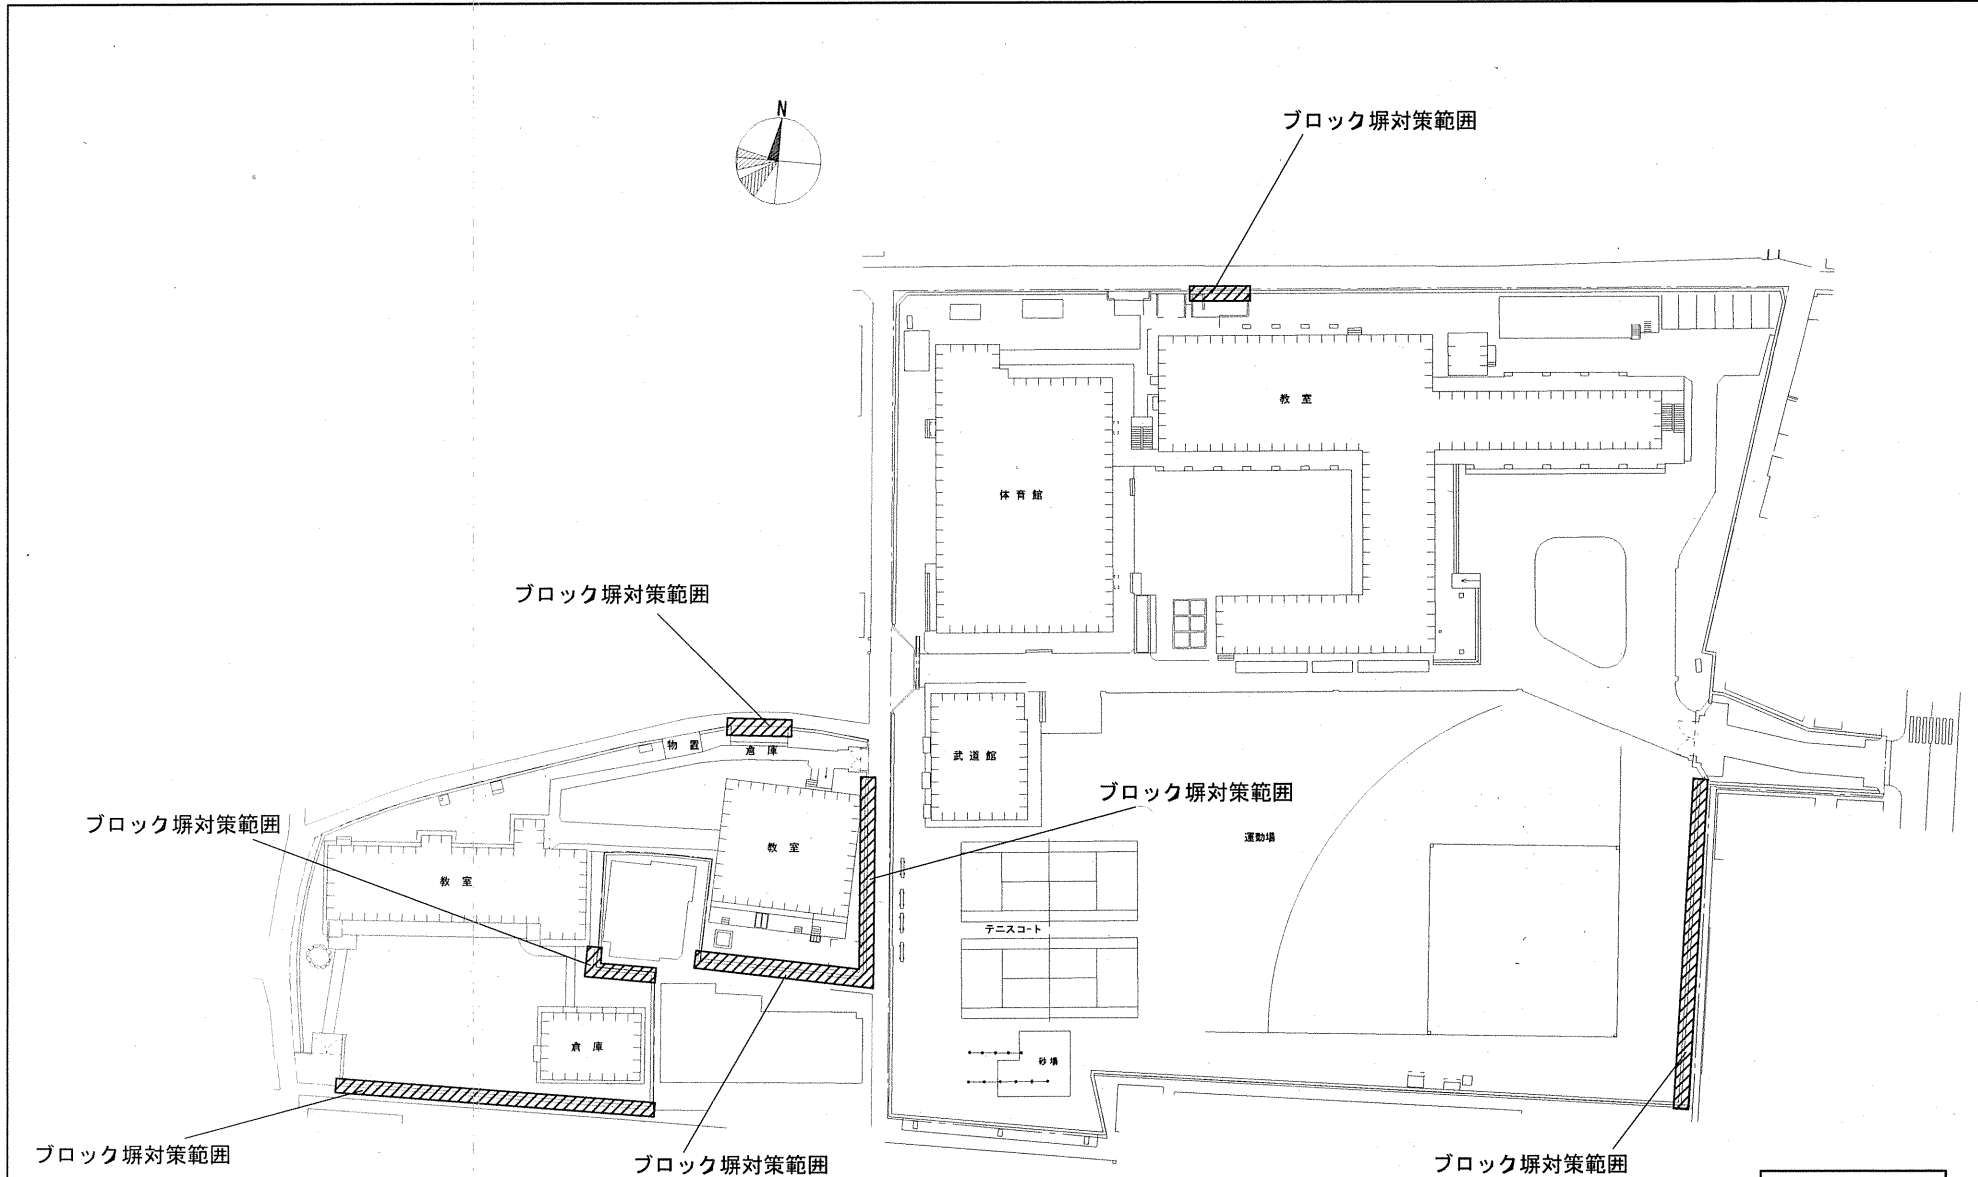 N
ブロック塀対策範囲
教室
体育館
ブロック塀対策範囲
物置
倉庫
武道館
ブロック塀対策範囲
ブロック塀対策範囲
運動場
教室
教室
テニスコート
倉庫
砂場
ブロック塀対策範囲
ブロック塀対策範囲
ブロック塀対策範囲